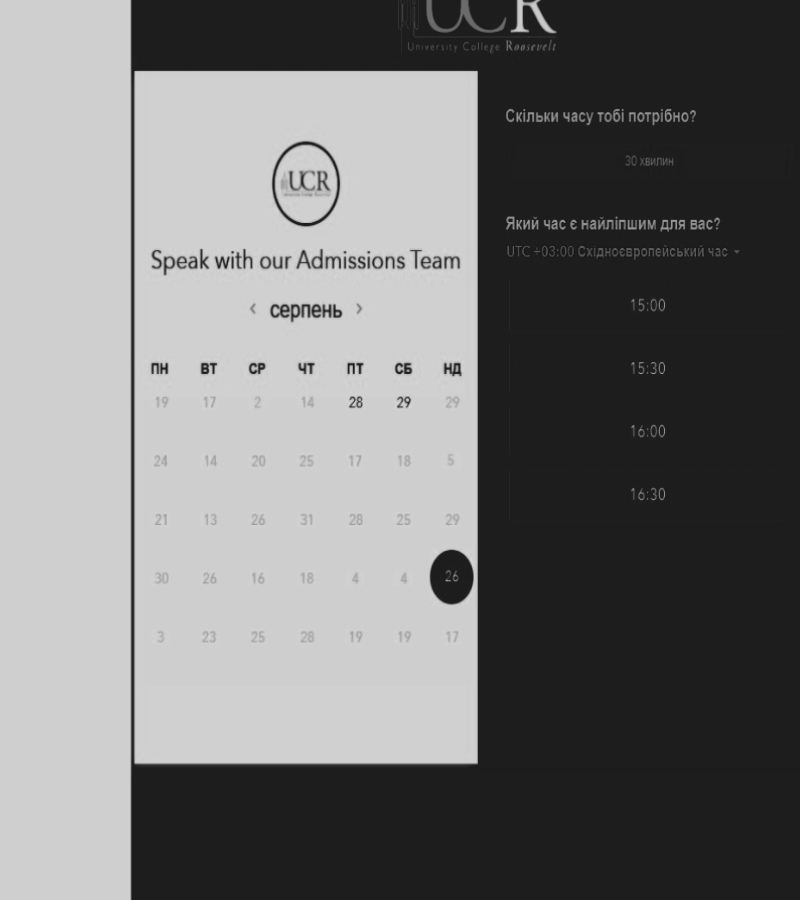 UCR
University College Roosevelt
UCR
Speak with our Admissions Team
‹ серпень ›
ПН ВТ СР ЧТ ПТ СБ НД
19 17 2 14 28 29 29
24 14 20 25 17 18 5
21 13 26 31 28 25 29
30 26 16 18 4 4 26
3 23 25 28 19 19 17
Скільки часу тобі потрібно?
30 хвилин
Який час є найліпшим для вас?
UTC +03:00 Східноєвропейський час
15:00
15:30
16:00
16:30